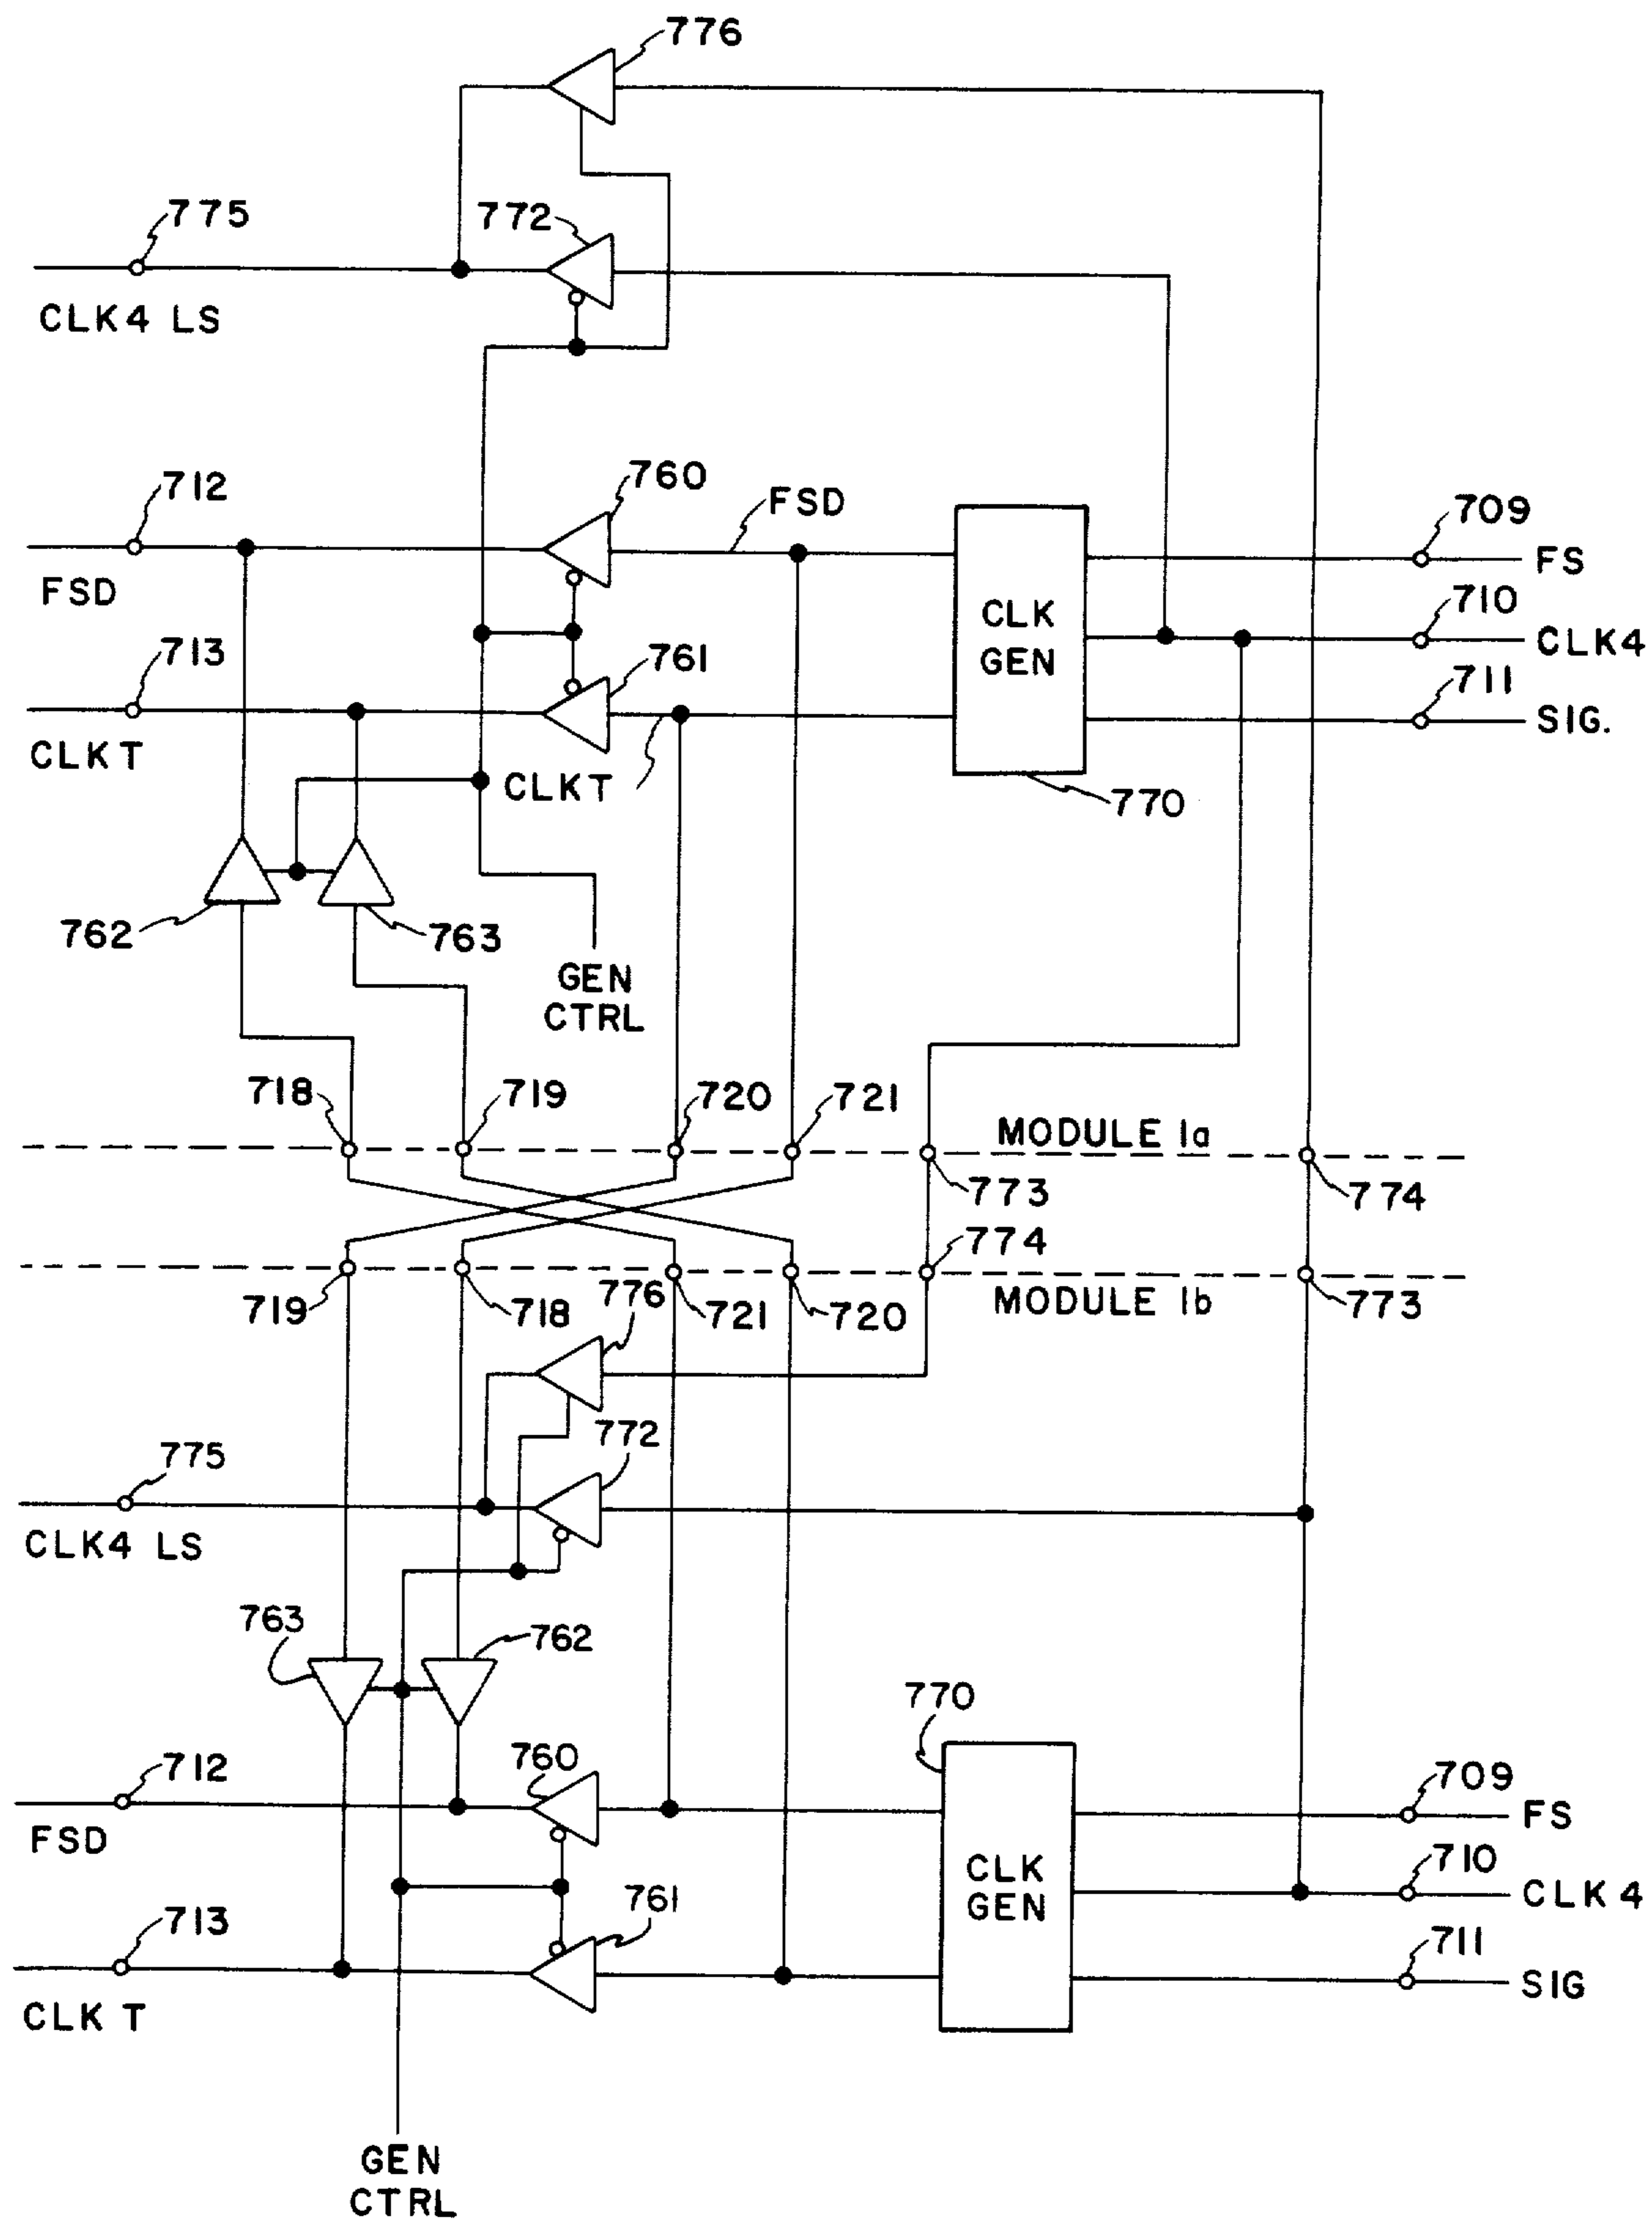 776
775
772
CLK4 LS
712
760
FSD
709
FS
FSD
CLK
GEN
710
CLK4
713
761
711
SIG.
CLK T
CLKT
770
762
763
GEN
CTRL
718
719
720
721
MODULE 1a
773
774
774
719
718
776
721
720
MODULE 1b
773
772
775
CLK4 LS
763
762
770
712
760
709
FS
FSD
CLK
GEN
710
CLK 4
713
761
711
SIG
CLK T
GEN
CTRL